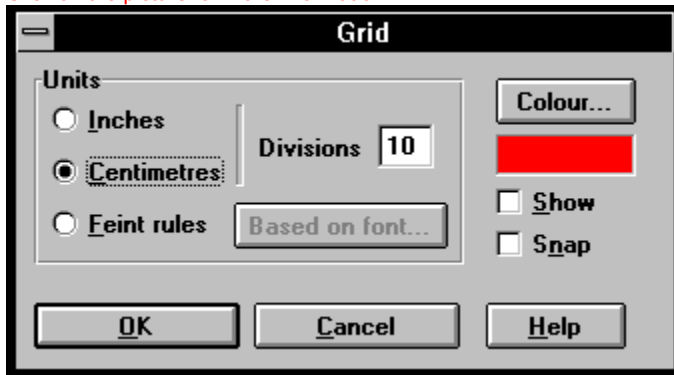 Grid
Units
Inches
Centimetres
Feint rules
Divisions 10
Based on font...
Colour...
Show
Snap
OK
Cancel
Help